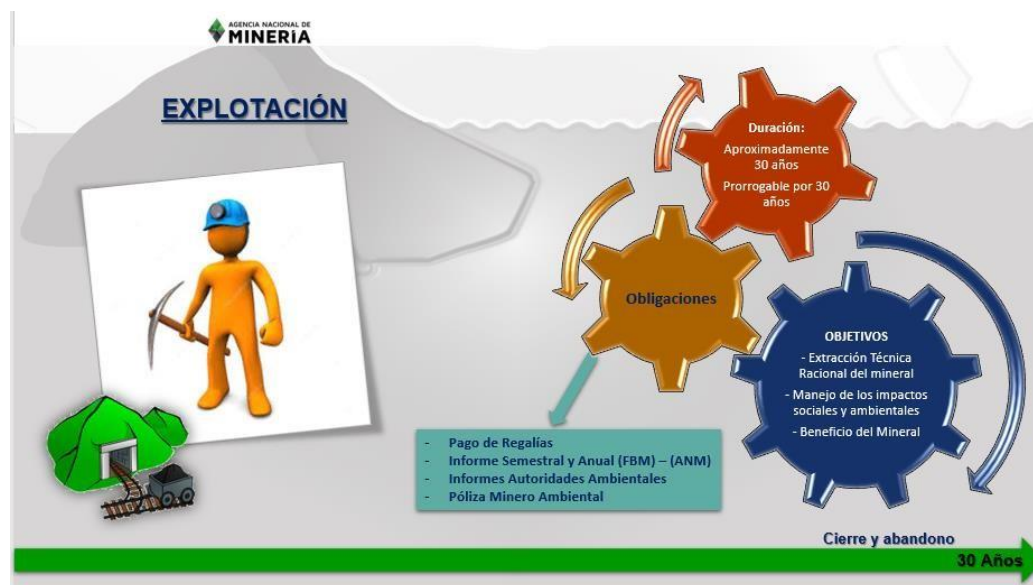 AGENCIA NACIONAL DE
MINERÍA
EXPLOTACIÓN
Duración:
Aproximadamente
30 años
Prorrogable por 30
años
Obligaciones
OBJETIVOS
- Extracción Técnica
Racional del mineral
- Manejo de los impactos
sociales y ambientales
- Beneficio del Mineral
- Pago de Regalías
- Informe Semestral y Anual (FBM) – (ANM)
- Informes Autoridades Ambientales
- Póliza Minero Ambiental
Cierre y abandono
30 Años